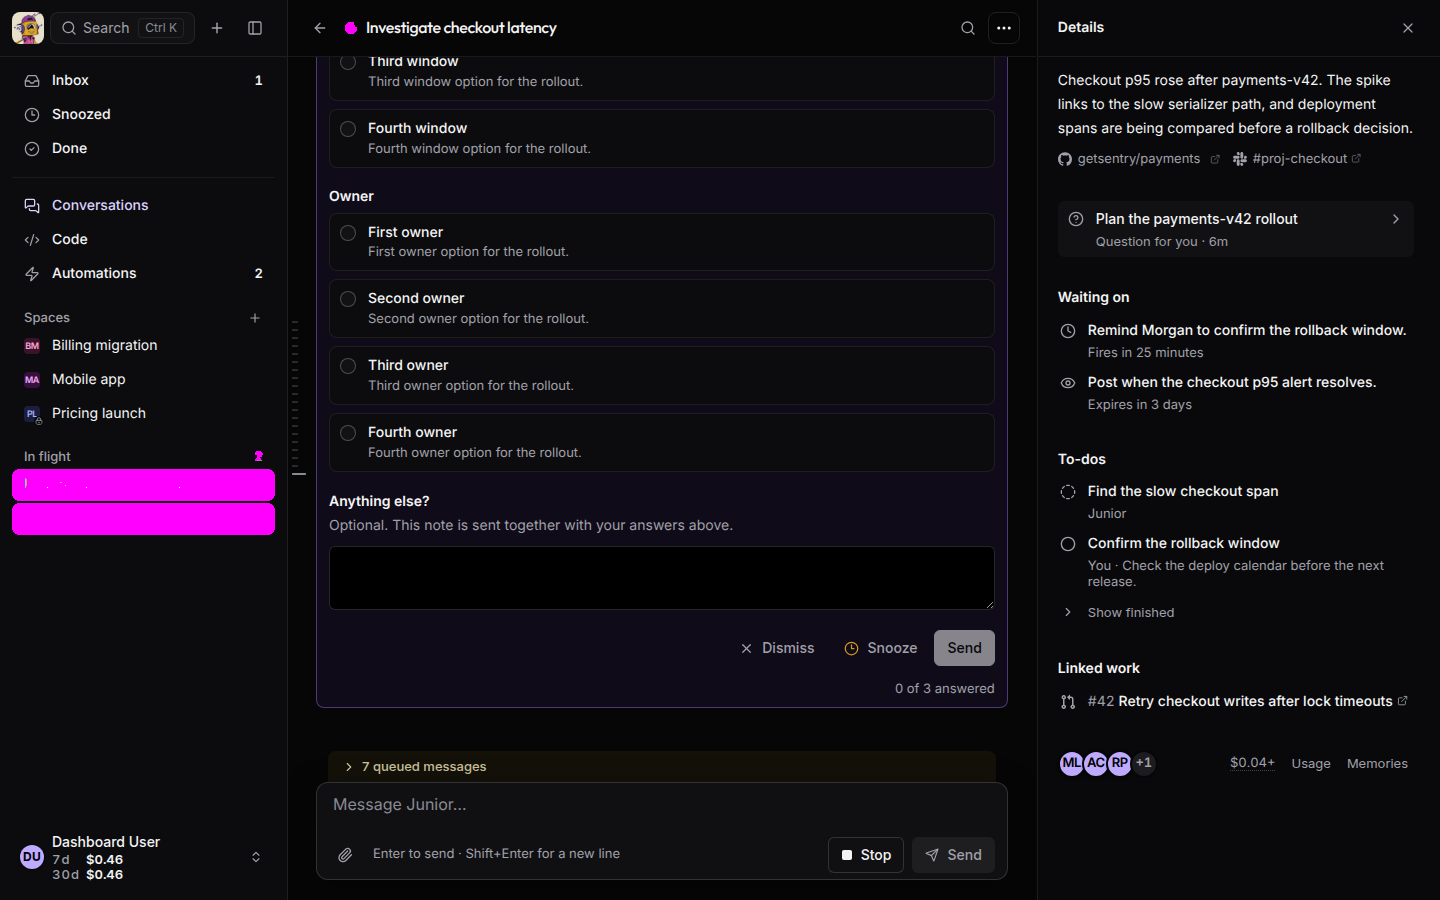 Search Ctrl K
Inbox 1
Snoozed
Done
Conversations
Code
Automations 2
Spaces
BM Billing migration
MA Mobile app
PL Pricing launch
In flight
DU Dashboard User
7d $0.46
30d $0.46
Investigate checkout latency
Third window
Third window option for the rollout.
Fourth window
Fourth window option for the rollout.
Owner
First owner
First owner option for the rollout.
Second owner
Second owner option for the rollout.
Third owner
Third owner option for the rollout.
Fourth owner
Fourth owner option for the rollout.
Anything else?
Optional. This note is sent together with your answers above.
Dismiss Snooze Send
0 of 3 answered
7 queued messages
Message Junior...
Enter to send · Shift+Enter for a new line
Stop Send
Details
Checkout p95 rose after payments-v42. The spike
links to the slow serializer path, and deployment
spans are being compared before a rollback decision.
getsentry/payments #proj-checkout
Plan the payments-v42 rollout
Question for you · 6m
Waiting on
Remind Morgan to confirm the rollback window.
Fires in 25 minutes
Post when the checkout p95 alert resolves.
Expires in 3 days
To-dos
Find the slow checkout span
Junior
Confirm the rollback window
You · Check the deploy calendar before the next
release.
Show finished
Linked work
#42 Retry checkout writes after lock timeouts
ML AC RP +1 $0.04+ Usage Memories